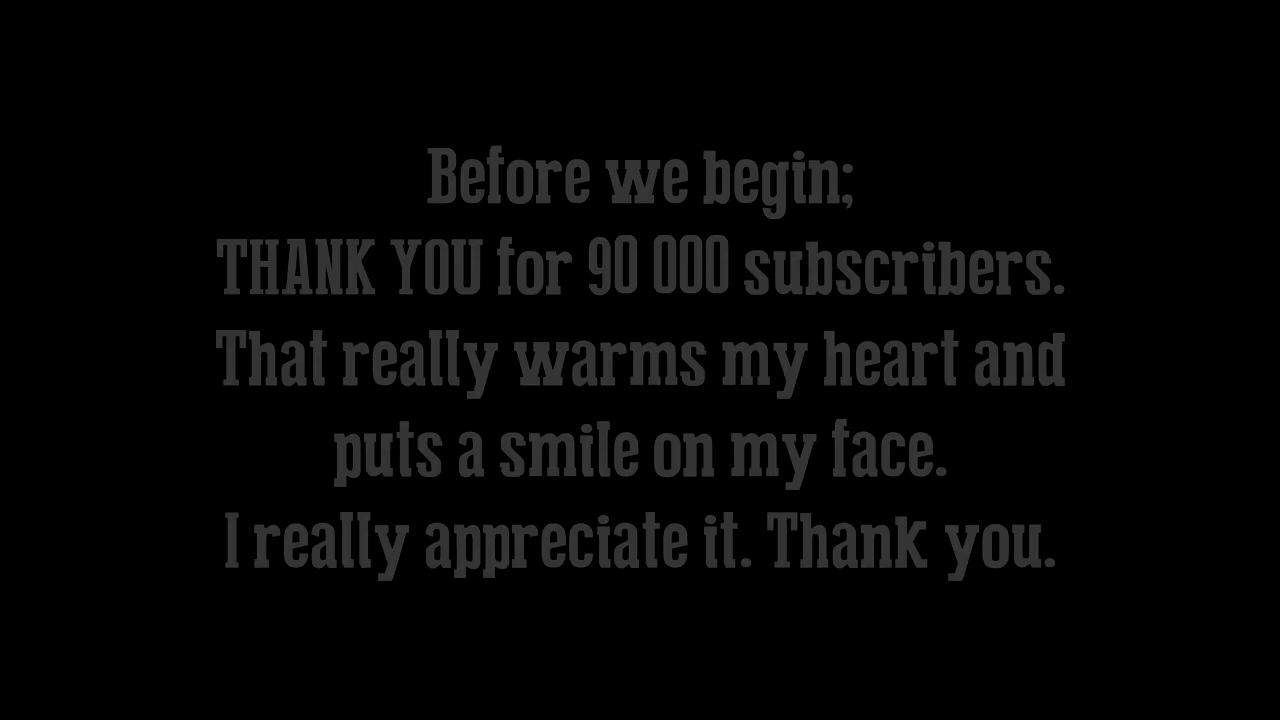 Before we begin;
THANK YOU for 90 000 subscribers.
That really warms my heart and
puts a smile on my face.
I really appreciate it. Thank you.